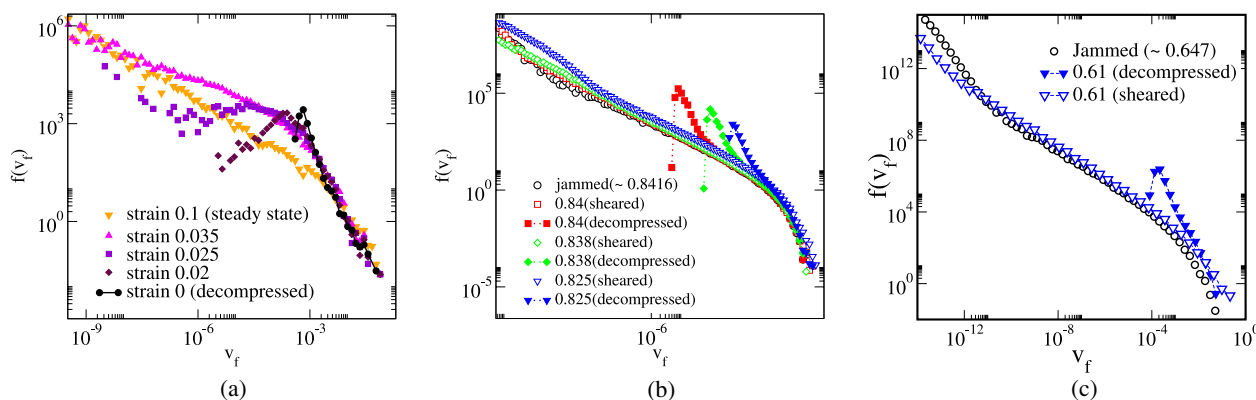 10^6
10^3
10^0
f(v_f)
strain 0.1 (steady state)
strain 0.035
strain 0.025
strain 0.02
strain 0 (decompressed)
10^-9
10^-6
10^-3
v_f
(a)
10^5
10^0
10^-5
f(v_f)
jammed(~ 0.8416)
0.84(sheared)
0.84(decompressed)
0.838(sheared)
0.838(decompressed)
0.825(sheared)
0.825(decompressed)
10^-6
v_f
(b)
10^12
10^8
10^4
10^0
f(v_f)
Jammed (~ 0.647)
0.61 (decompressed)
0.61 (sheared)
10^-12
10^-8
10^-4
10^0
v_f
(c)